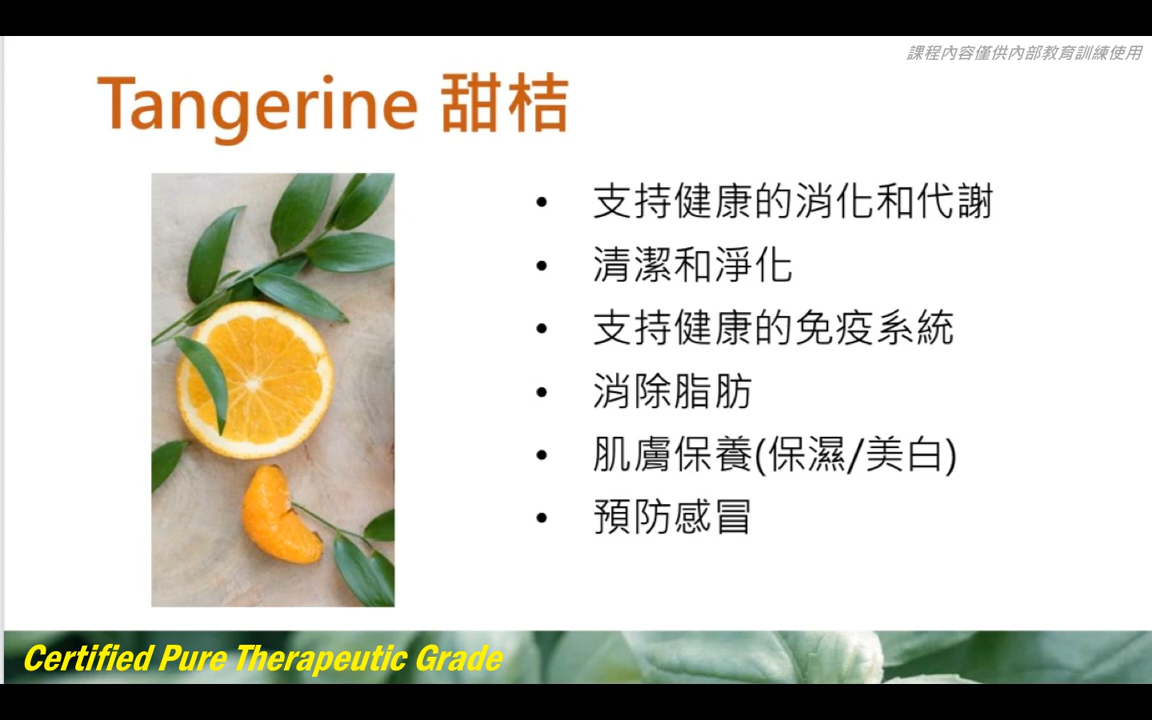 課程內容僅供內部教育訓練使用
Tangerine 甜桔
• 支持健康的消化和代謝
• 清潔和淨化
• 支持健康的免疫系統
• 消除脂肪
• 肌膚保養(保濕/美白)
• 預防感冒
Certified Pure Therapeutic Grade